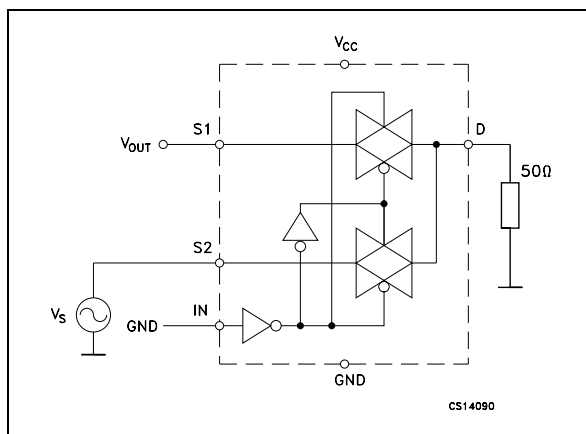 VCC
S1
D
VOUT
50Ω
S2
VS
IN
GND
GND
CS14090